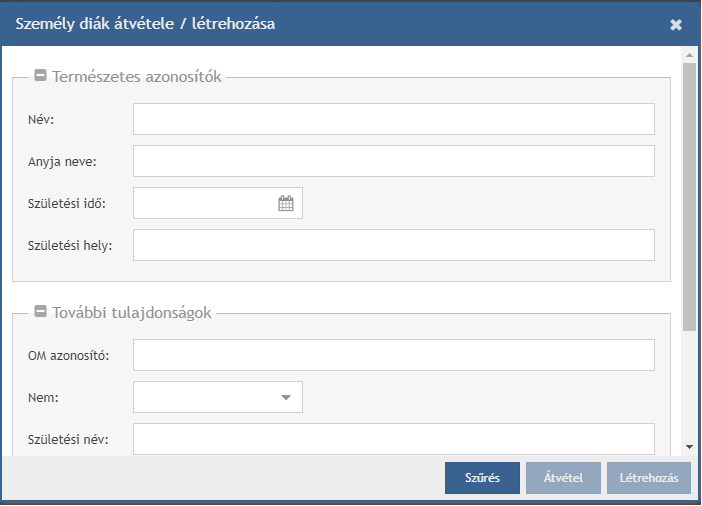 Személy diák átvétele / létrehozása
Természetes azonosítók
Név:
Anyja neve:
Születési idő:
Születési hely:
További tulajdonságok
OM azonosító:
Nem:
Születési név:
Szűrés
Átvétel
Létrehozás